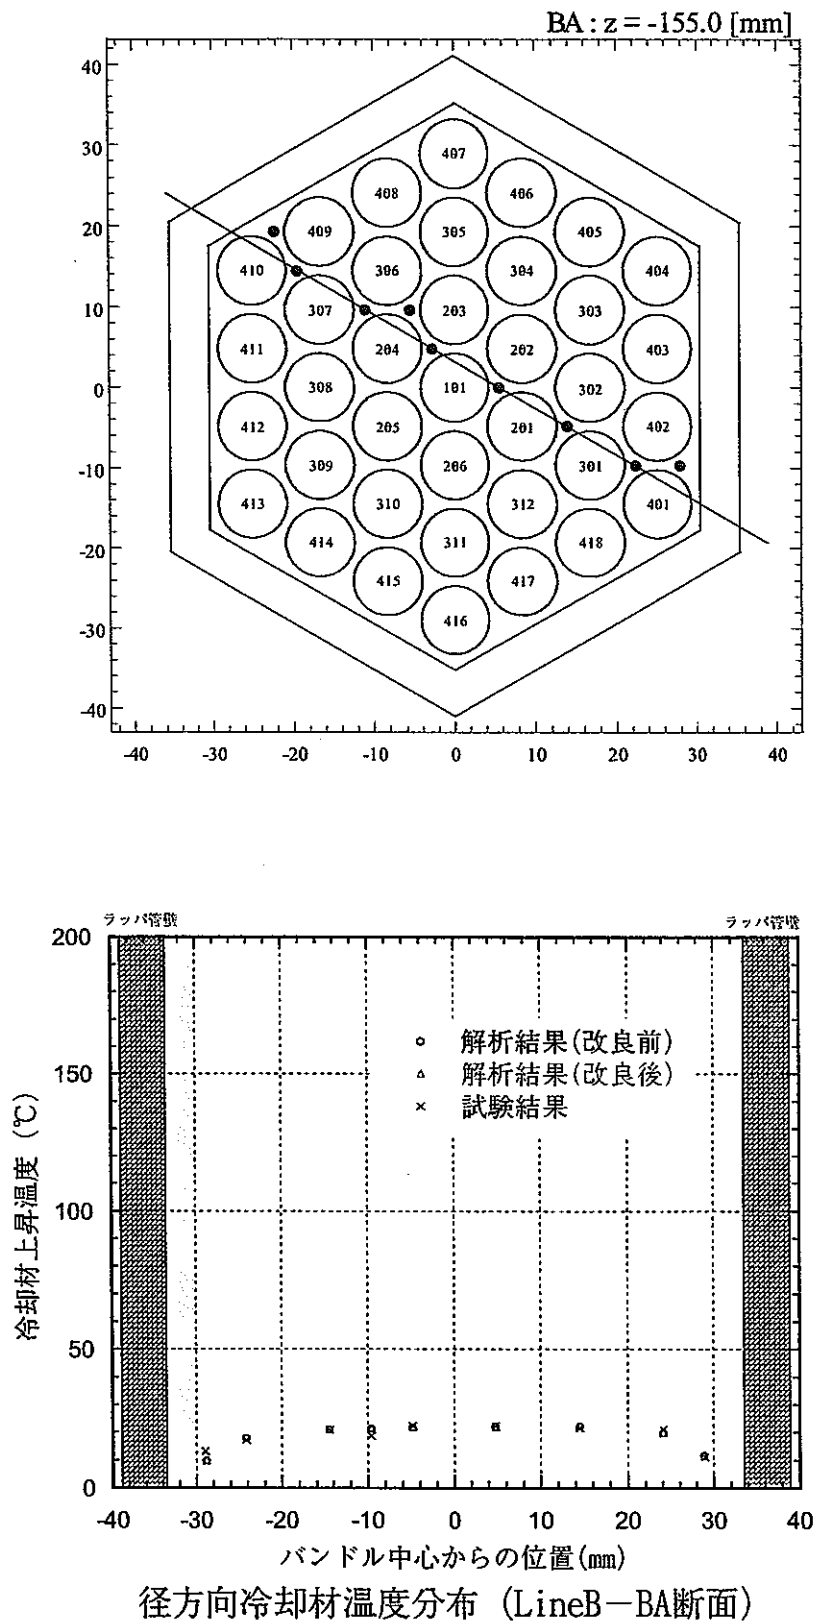 BA : z = -155.0 [mm]
40
30
20
10
0
-10
-20
-30
-40
407
408 406
409 305 405
410 306 304 404
307 203 303
411 204 202 403
308 101 302
412 205 201 402
309 206 301
413 310 312 401
414 311 418
415 417
416
-40 -30 -20 -10 0 10 20 30 40
ラッパ管壁 ラッパ管壁
200
150
100
50
0
冷却材上昇温度 (℃)
○ 解析結果(改良前)
△ 解析結果(改良後)
× 試験結果
-40 -30 -20 -10 0 10 20 30 40
バンドル中心からの位置(mm)
径方向冷却材温度分布 (LineB-BA断面)